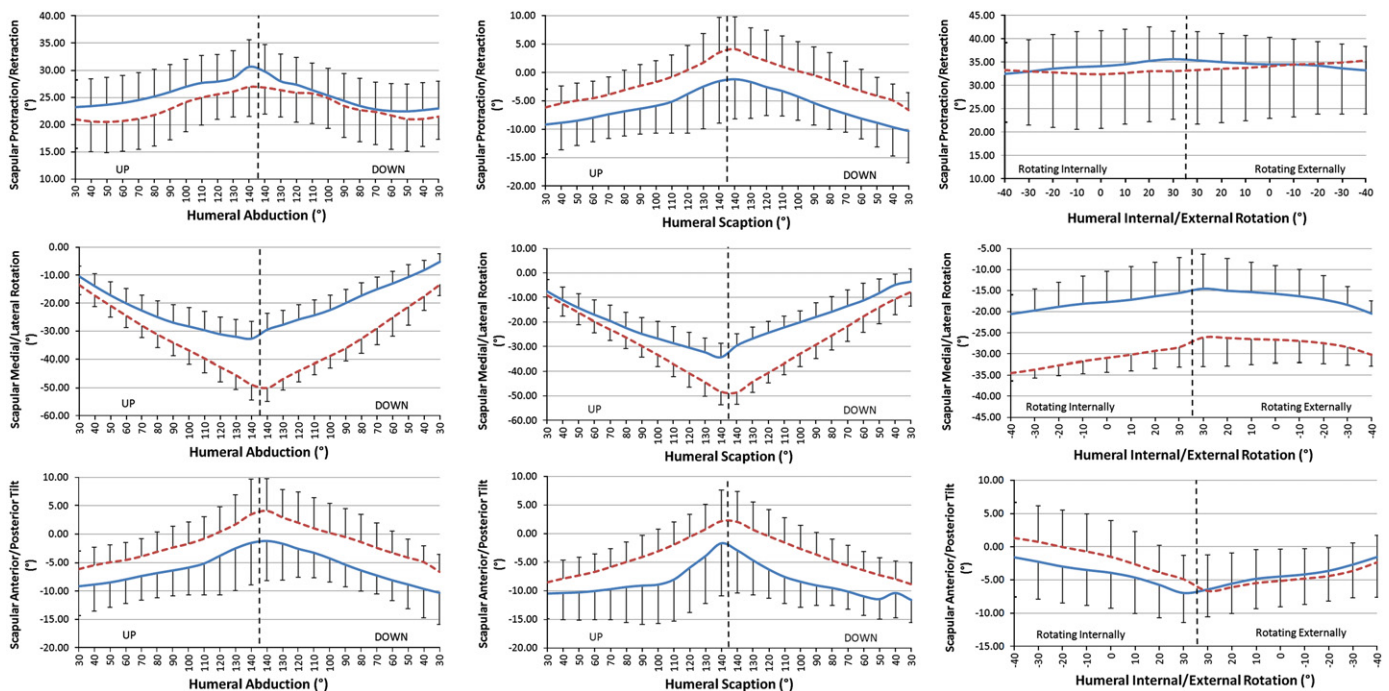 Scapular Protraction/Retraction
(°)
40.00
35.00
30.00
25.00
20.00
15.00
10.00
UP
DOWN
30 40 50 60 70 80 90 100 110 120 130 140 140 130 120 110 100 90 80 70 60 50 40 30
Humeral Abduction (°)
Scapular Protraction/Retraction
(°)
10.00
5.00
0.00
-5.00
-10.00
-15.00
-20.00
UP
DOWN
30 40 50 60 70 80 90 100 110 120 130 140 140 130 120 110 100 90 80 70 60 50 40 30
Humeral Scaption (°)
Scapular Protraction/Retraction
(°)
45.00
40.00
35.00
30.00
25.00
20.00
15.00
10.00
Rotating Internally
Rotating Externally
-40 -30 -20 -10 0 10 20 30 30 20 10 0 -10 -20 -30 -40
Humeral Internal/External Rotation (°)
Scapular Medial/Lateral Rotation
(°)
0.00
-10.00
-20.00
-30.00
-40.00
-50.00
-60.00
UP
DOWN
30 40 50 60 70 80 90 100 110 120 130 140 140 130 120 110 100 90 80 70 60 50 40 30
Humeral Abduction (°)
Scapular Medial/Lateral Rotation
(°)
10.00
0.00
-10.00
-20.00
-30.00
-40.00
-50.00
-60.00
UP
DOWN
30 40 50 60 70 80 90 100 110 120 130 140 140 130 120 110 100 90 80 70 60 50 40 30
Humeral Scaption (°)
Scapular Medial/Lateral Rotation
(°)
-5.00
-10.00
-15.00
-20.00
-25.00
-30.00
-35.00
-40.00
-45.00
Rotating Internally
Rotating Externally
-40 -30 -20 -10 0 10 20 30 30 20 10 0 -10 -20 -30 -40
Humeral Internal/External Rotation (°)
Scapular Anterior/Posterior Tilt
(°)
10.00
5.00
0.00
-5.00
-10.00
-15.00
-20.00
UP
DOWN
30 40 50 60 70 80 90 100 110 120 130 140 140 130 120 110 100 90 80 70 60 50 40 30
Humeral Abduction (°)
Scapular Anterior/Posterior Tilt
(°)
10.00
5.00
0.00
-5.00
-10.00
-15.00
-20.00
UP
DOWN
30 40 50 60 70 80 90 100 110 120 130 140 140 130 120 110 100 90 80 70 60 50 40 30
Humeral Scaption (°)
Scapular Anterior/Posterior Tilt
(°)
10.00
5.00
0.00
-5.00
-10.00
-15.00
Rotating Internally
Rotating Externally
-40 -30 -20 -10 0 10 20 30 30 20 10 0 -10 -20 -30 -40
Humeral Internal/External Rotation (°)